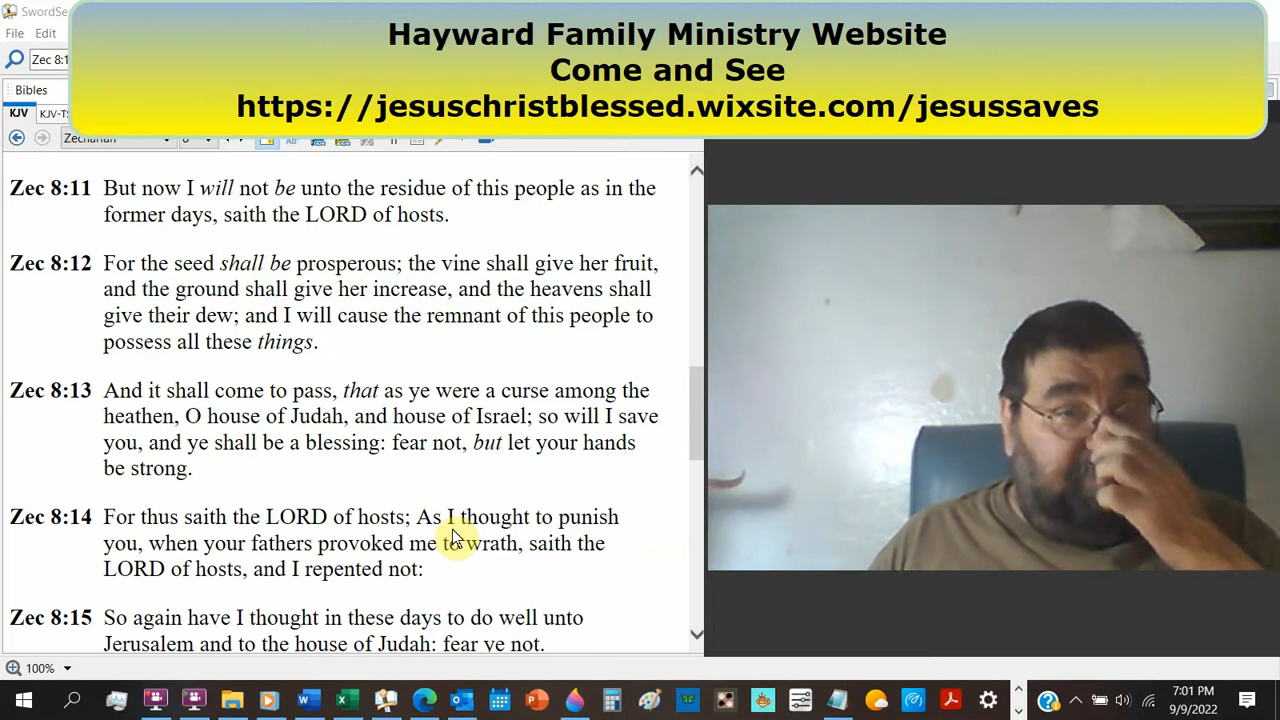 Hayward Family Ministry Website
Come and See
https://jesuschristblessed.wixsite.com/jesussaves
SwordSe
File Edit
Zec 8:1
Bibles
KJV KJV-T
Zechariah 8
Zec 8:11 But now I will not be unto the residue of this people as in the
former days, saith the LORD of hosts.
Zec 8:12 For the seed shall be prosperous; the vine shall give her fruit,
and the ground shall give her increase, and the heavens shall
give their dew; and I will cause the remnant of this people to
possess all these things.
Zec 8:13 And it shall come to pass, that as ye were a curse among the
heathen, O house of Judah, and house of Israel; so will I save
you, and ye shall be a blessing: fear not, but let your hands
be strong.
Zec 8:14 For thus saith the LORD of hosts; As I thought to punish
you, when your fathers provoked me to wrath, saith the
LORD of hosts, and I repented not:
Zec 8:15 So again have I thought in these days to do well unto
Jerusalem and to the house of Judah: fear ye not.
100%
7:01 PM
9/9/2022